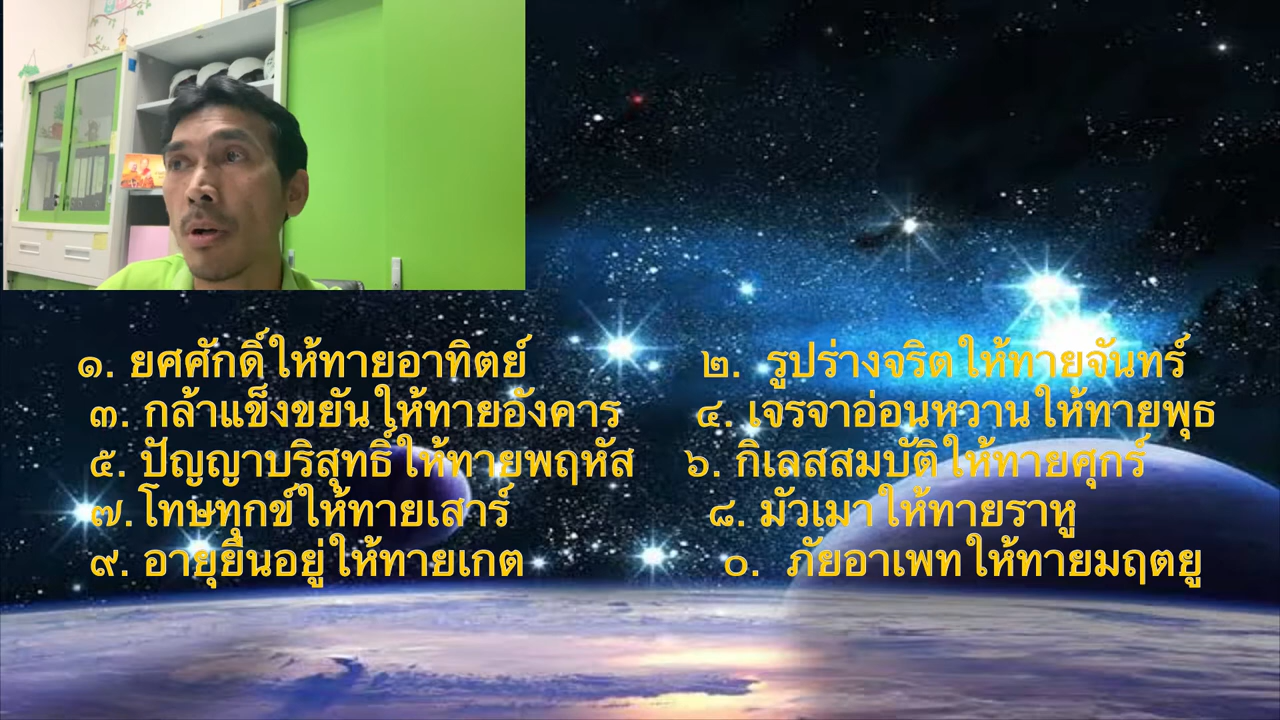 ๑. ยศศักดิ์ให้ทายอาทิตย์
๒. รูปร่างจริตให้ทายจันทร์
๓. กล้าแข็งขยันให้ทายอังคาร
๔. เจรจาอ่อนหวานให้ทายพุธ
๕. ปัญญาบริสุทธิ์ให้ทายพฤหัส
๖. กิเลสสมบัติให้ทายศุกร์
๗.โทษทุกข์ให้ทายเสาร์
๘. มัวเมาให้ทายราหู
๙. อายุยืนอยู่ให้ทายเกต
๐. ภัยอาเพทให้ทายมฤตยู